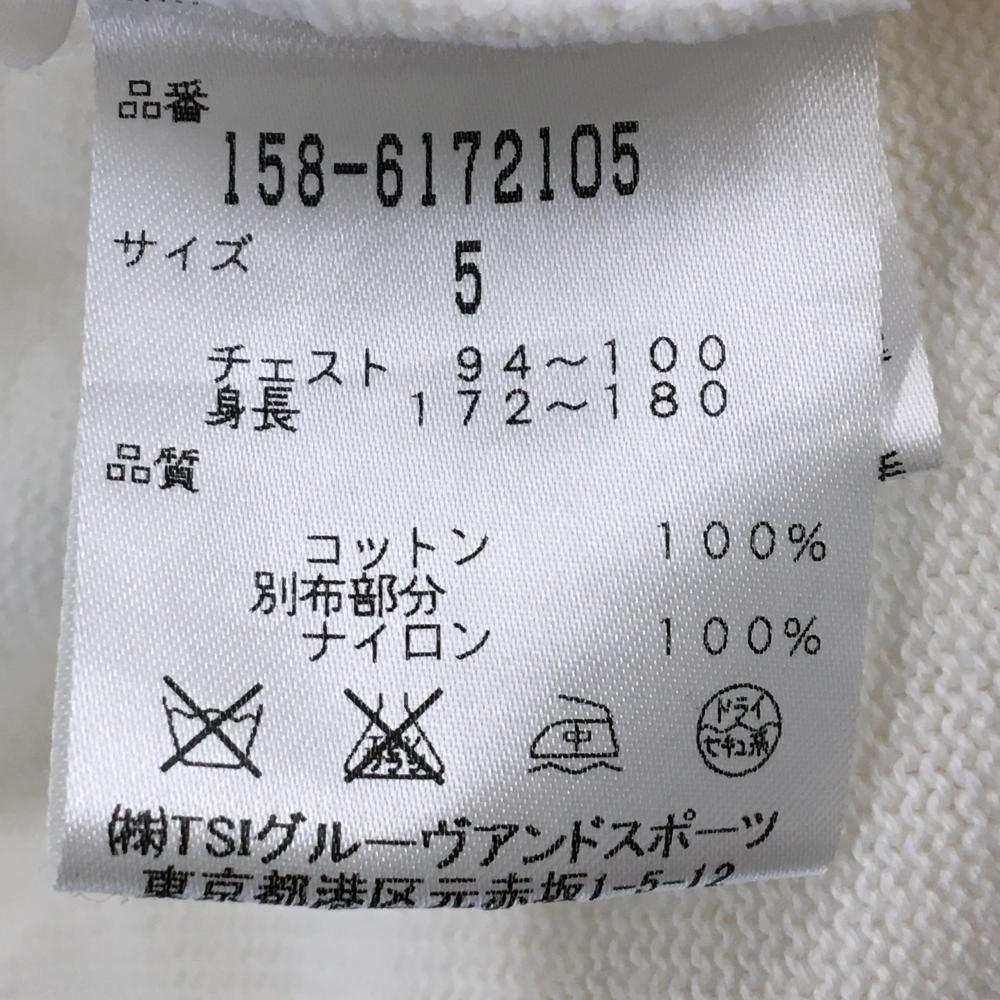 品番
158-6172105
サイズ
5
チェスト 94～100
身長 172～180
品質
コットン 100%
別布部分
ナイロン 100%
中
ドライ
セキユ系
㈱TSIグルーヴアンドスポーツ
東京都港区元赤坂1-5-12